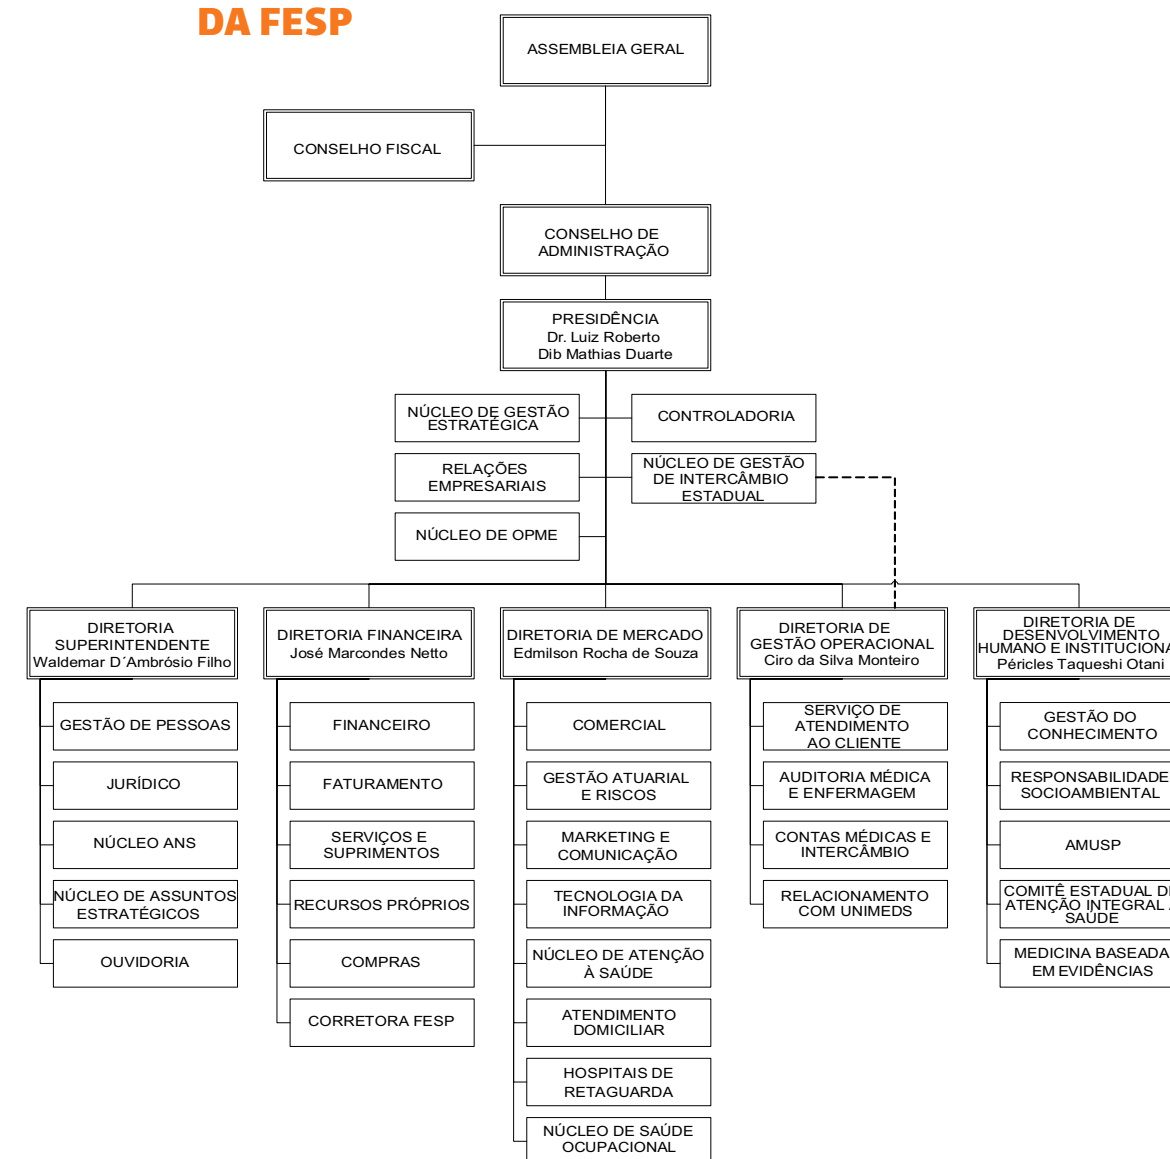 DA FESP
ASSEMBLEIA GERAL
CONSELHO FISCAL
CONSELHO DE
ADMINISTRAÇÃO
PRESIDÊNCIA
Dr. Luiz Roberto
Dib Mathias Duarte
NÚCLEO DE GESTÃO
ESTRATÉGICA
CONTROLADORIA
RELAÇÕES
EMPRESARIAIS
NÚCLEO DE GESTÃO
DE INTERCÂMBIO
ESTADUAL
NÚCLEO DE OPME
DIRETORIA
SUPERINTENDENTE
Waldemar D´Ambrósio Filho
GESTÃO DE PESSOAS
JURÍDICO
NÚCLEO ANS
NÚCLEO DE ASSUNTOS
ESTRATÉGICOS
OUVIDORIA
DIRETORIA FINANCEIRA
José Marcondes Netto
FINANCEIRO
FATURAMENTO
SERVIÇOS E
SUPRIMENTOS
RECURSOS PRÓPRIOS
COMPRAS
CORRETORA FESP
DIRETORIA DE MERCADO
Edmilson Rocha de Souza
COMERCIAL
GESTÃO ATUARIAL
E RISCOS
MARKETING E
COMUNICAÇÃO
TECNOLOGIA DA
INFORMAÇÃO
NÚCLEO DE ATENÇÃO
À SAÚDE
ATENDIMENTO
DOMICILIAR
HOSPITAIS DE
RETAGUARDA
NÚCLEO DE SAÚDE
OCUPACIONAL
DIRETORIA DE
GESTÃO OPERACIONAL
Ciro da Silva Monteiro
SERVIÇO DE
ATENDIMENTO
AO CLIENTE
AUDITORIA MÉDICA
E ENFERMAGEM
CONTAS MÉDICAS E
INTERCÂMBIO
RELACIONAMENTO
COM UNIMEDS
DIRETORIA DE
DESENVOLVIMENTO
HUMANO E INSTITUCIONA
Péricles Taqueshi Otani
GESTÃO DO
CONHECIMENTO
RESPONSABILIDADE
SOCIOAMBIENTAL
AMUSP
COMITÊ ESTADUAL DE
ATENÇÃO INTEGRAL
SAÚDE
MEDICINA BASEADA
EM EVIDÊNCIAS